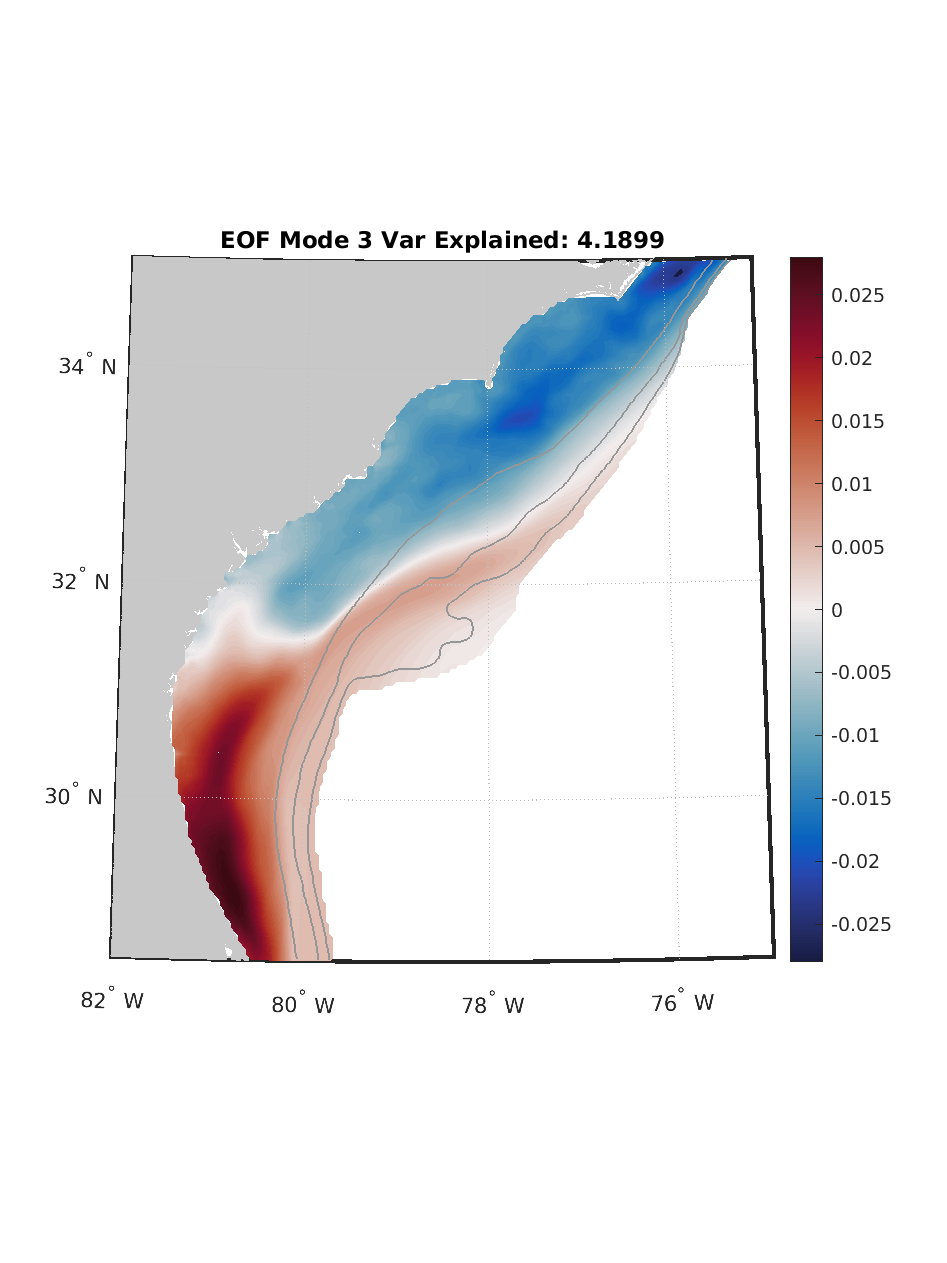 EOF Mode 3 Var Explained: 4.1899
34° N
32° N
30° N
82° W
80° W
78° W
76° W
0.025
0.02
0.015
0.01
0.005
0
-0.005
-0.01
-0.015
-0.02
-0.025